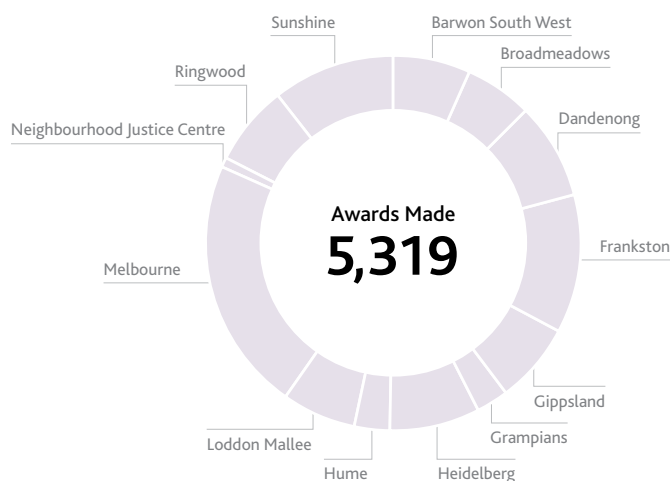 Sunshine
Barwon South West
Broadmeadows
Ringwood
Dandenong
Neighbourhood Justice Centre
Awards Made
5,319
Frankston
Melbourne
Gippsland
Grampians
Loddon Mallee
Hume
Heidelberg